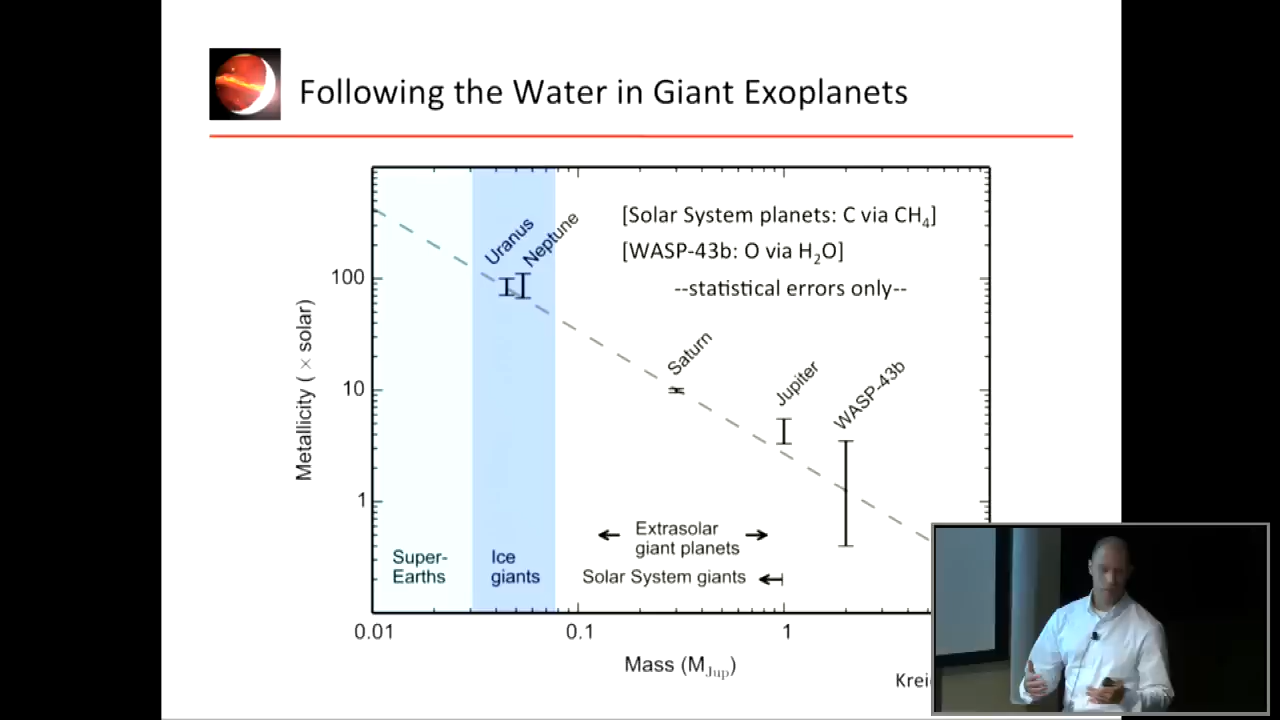 Following the Water in Giant Exoplanets
[Solar System planets: C via CH₄]
[WASP-43b: O via H₂O]
--statistical errors only--
Uranus
Neptune
Saturn
Jupiter
WASP-43b
Metallicity ( × solar)
100
10
1
Extrasolar
giant planets
Solar System giants
Super-
Earths
Ice
giants
0.01
0.1
1
Mass (M_Jup)